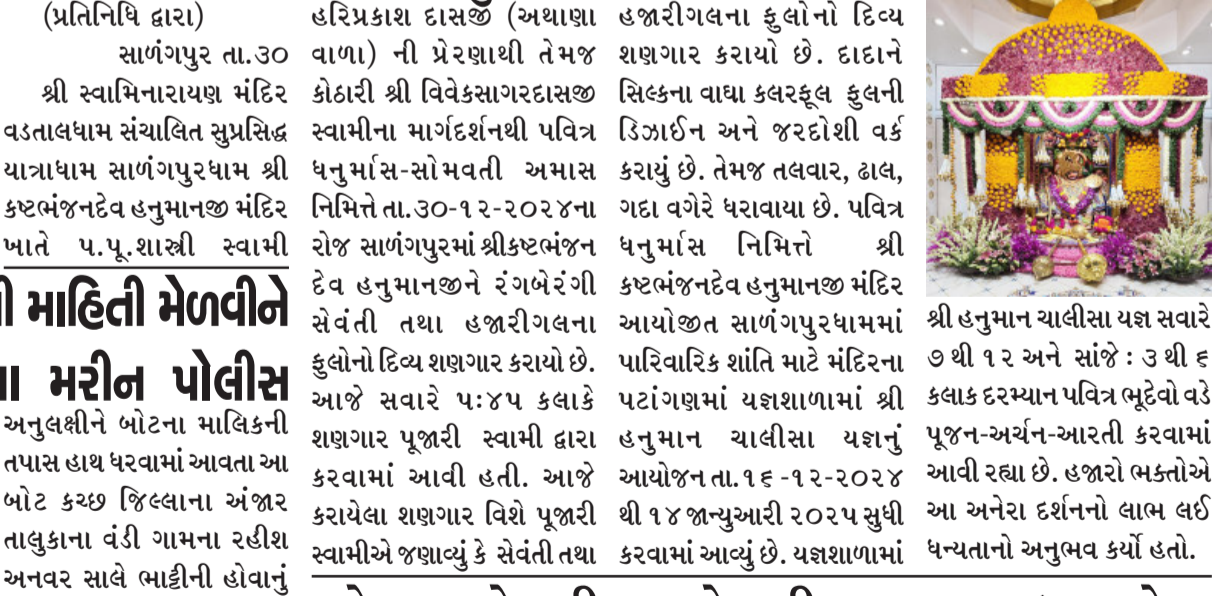 (પ્રતિનિધિ દ્વારા)
સાળંગપુર તા.૩૦
શ્રી સ્વામિનારાયણ મંદિર
વડતાલધામ સંચાલિત સુપ્રસિદ્ધ
યાત્રાધામ સાળંગપુરધામ શ્રી
કષ્ટભંજનદેવ હનુમાનજી મંદિર
ખાતે પ.પૂ.શાસ્ત્રી સ્વામી
હરિપ્રકાશ દાસજી (અથાણા
વાળા) ની પ્રેરણાથી તેમજ
કોઠારી શ્રી વિવેકસાગરદાસજી
સ્વામીના માર્ગદર્શનથી પવિત્ર
ધનુર્માસ-સોમવતી અમાસ
નિમિત્તે તા.૩૦-૧૨-૨૦૨૪ના
રોજ સાળંગપુરમાં શ્રીકષ્ટભંજન
દેવ હનુમાનજીને રંગબેરંગી
સેવંતી તથા હજારીગલના
ફુલોનો દિવ્ય શણગાર કરાયો છે.
આજે સવારે ૫:૪૫ કલાકે
શણગાર પૂજારી સ્વામી દ્વારા
કરવામાં આવી હતી. આજે
કરાયેલા શણગાર વિશે પૂજારી
સ્વામીએ જણાવ્યું કે સેવંતી તથા
હજારીગલના ફુલોનો દિવ્ય
શણગાર કરાયો છે. દાદાને
સિલ્કના વાઘા કલરફૂલ ફુલની
ડિઝાઈન અને જરદોશી વર્ક
કરાયું છે. તેમજ તલવાર, ઢાલ,
ગદા વગેરે ધરાવાયા છે. પવિત્ર
ધનુર્માસ નિમિત્તે શ્રી
કષ્ટભંજનદેવ હનુમાનજી મંદિર
આયોજીત સાળંગપુરધામમાં
પારિવારિક શાંતિ માટે મંદિરના
પટાંગણમાં યજ્ઞશાળામાં શ્રી
હનુમાન ચાલીસા યજ્ઞનું
આયોજન તા.૧૬-૧૨-૨૦૨૪
થી ૧૪ જાન્યુઆરી ૨૦૨૫ સુધી
કરવામાં આવ્યું છે. યજ્ઞશાળામાં
શ્રી હનુમાન ચાલીસા યજ્ઞ સવારે
૭ થી ૧૨ અને સાંજે : ૩ થી ૬
કલાક દરમ્યાન પવિત્ર ભૂદેવો વડે
પૂજન-અર્ચન-આરતી કરવામાં
આવી રહ્યા છે. હજારો ભક્તોએ
આ અનેરા દર્શનનો લાભ લઈ
ધન્યતાનો અનુભવ કર્યો હતો.
માહિતી મેળવીને
મરીન પોલીસ
અનુલક્ષીને બોટના માલિકની
તપાસ હાથ ધરવામાં આવતા આ
બોટ કચ્છ જિલ્લાના અંજાર
તાલુકાના વંડી ગામના રહીશ
અનવર સાલે ભાટ્ટીની હોવાનું